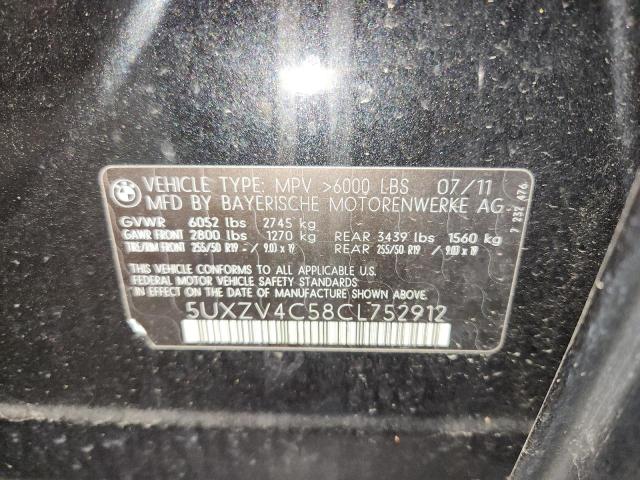 VEHICLE TYPE: MPV >6000 LBS 07/11
MFD BY BAYERISCHE MOTORENWERKE AG
GVWR 6052 lbs 2745 kg
GAWR FRONT 2800 lbs 1270 kg REAR 3439 lbs 1560 kg
TIRE/RIM FRONT 255/50 R19 - / 9.0J x 19 REAR 255/50 R19 / 9.0J x 19
THIS VEHICLE CONFORMS TO ALL APPLICABLE U.S.
FEDERAL MOTOR VEHICLE SAFETY STANDARDS
IN EFFECT ON THE DATE OF MANUFACTURE SHOWN ABOVE.
5UXZV4C58CL752912
7 232 476